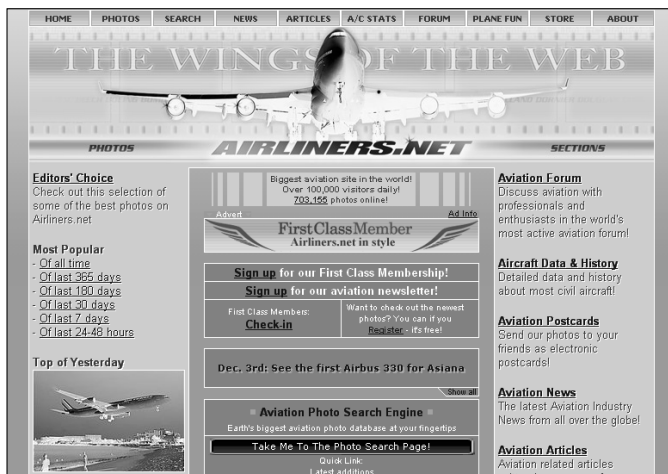 HOME PHOTOS SEARCH NEWS ARTICLES A/C STATS FORUM PLANE FUN STORE ABOUT
THE WINGS OF THE WEB
PHOTOS
AIRLINERS.NET
SECTIONS
Editors' Choice
Check out this selection of
some of the best photos on
Airliners.net
Most Popular
- Of all time
- Of last 365 days
- Of last 180 days
- Of last 30 days
- Of last 7 days
- Of last 24-48 hours
Top of Yesterday
Biggest aviation site in the world!
Over 100,000 visitors daily!
703,155 photos online!
Advert
Ad Info
FirstClassMember
Airliners.net in style
Sign up for our First Class Membership!
Sign up for our aviation newsletter!
First Class Members:
Check-in
Want to check out the newest
photos? You can if you
Register - it's free!
Dec. 3rd: See the first Airbus 330 for Asiana
Show all
Aviation Photo Search Engine
Earth's biggest aviation photo database at your fingertips
Take Me To The Photo Search Page!
Quick Link:
Latest additions
Aviation Forum
Discuss aviation with
professionals and
enthusiasts in the world's
most active aviation forum!
Aircraft Data & History
Detailed data and history
about most civil aircraft!
Aviation Postcards
Send our photos to your
friends as electronic
postcards!
Aviation News
The latest Aviation Industry
News from all over the globe!
Aviation Articles
Aviation related articles